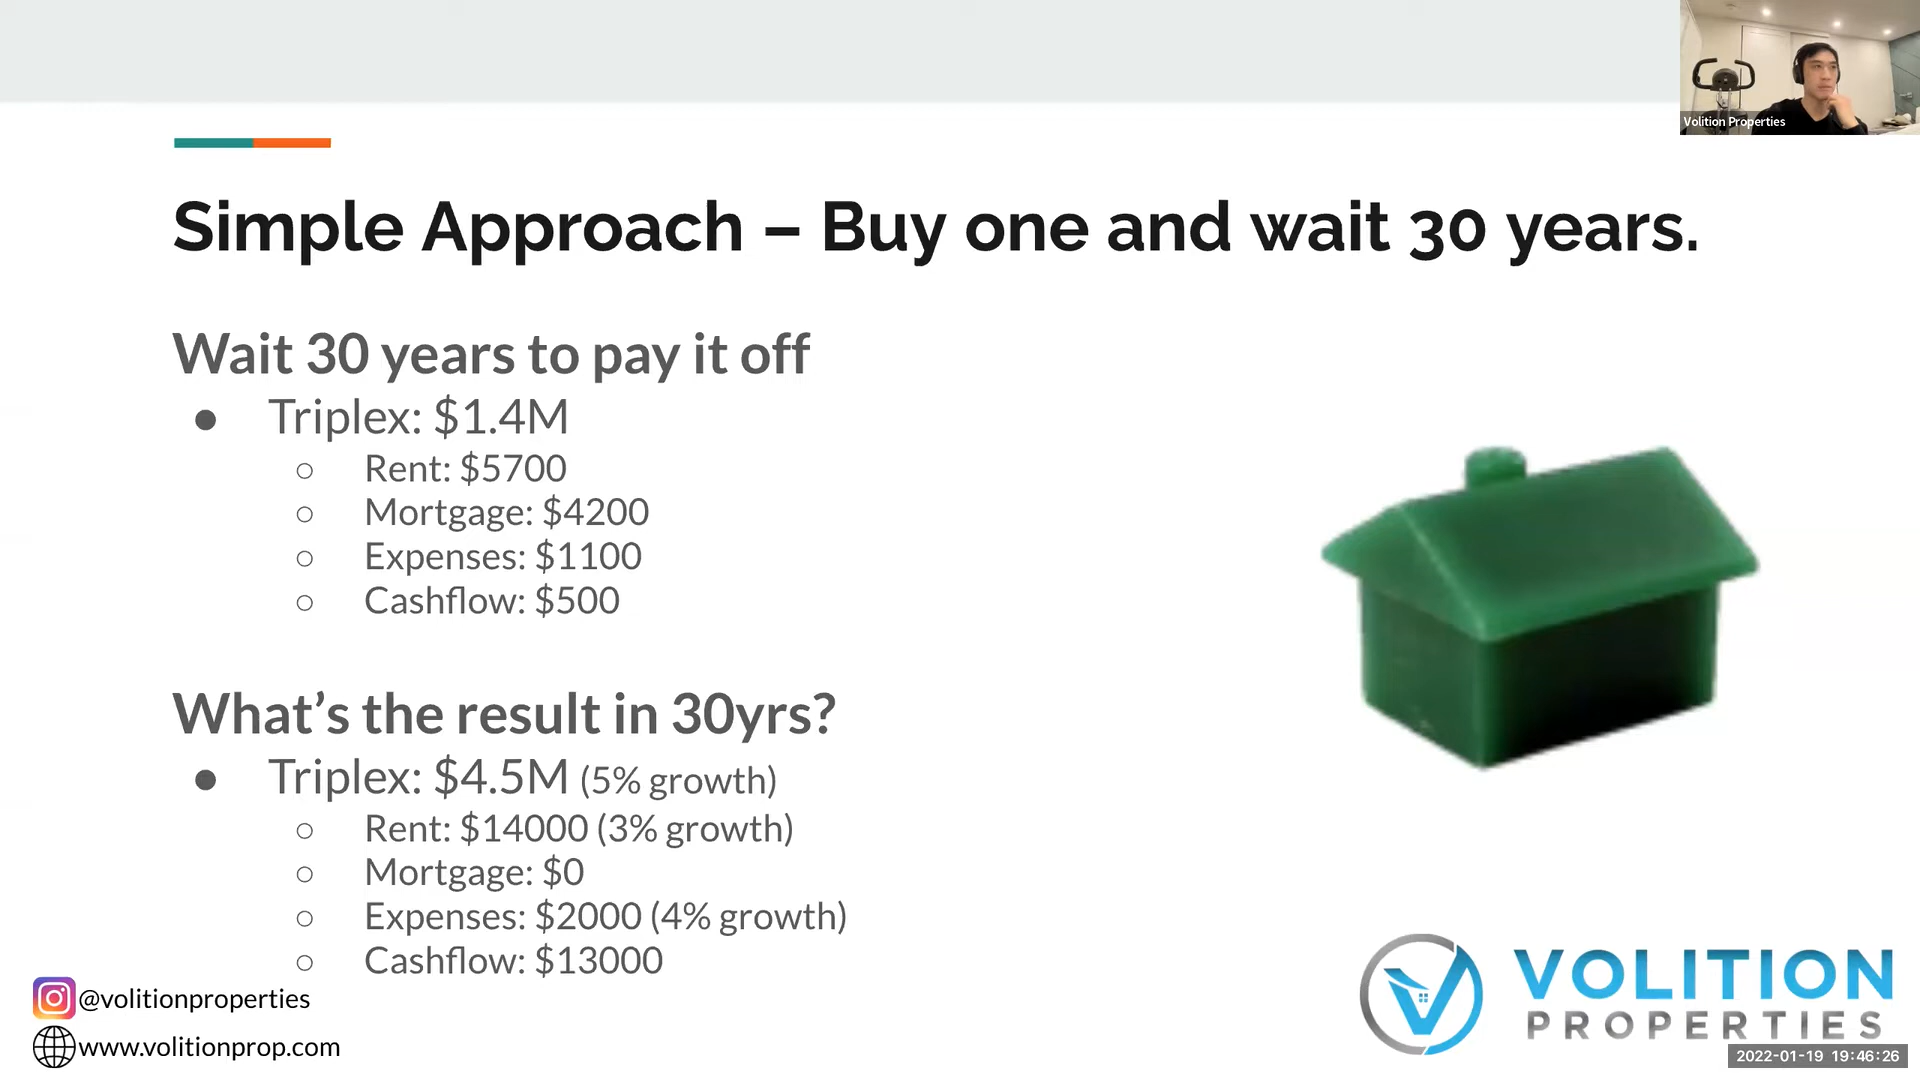 Volition Properties
Simple Approach – Buy one and wait 30 years.
Wait 30 years to pay it off
● Triplex: $1.4M
○ Rent: $5700
○ Mortgage: $4200
○ Expenses: $1100
○ Cashflow: $500
What’s the result in 30yrs?
● Triplex: $4.5M (5% growth)
○ Rent: $14000 (3% growth)
○ Mortgage: $0
○ Expenses: $2000 (4% growth)
○ Cashflow: $13000
@volitionproperties
www.volitionprop.com
VOLITION
PROPERTIES
2022-01-19 19:46:26